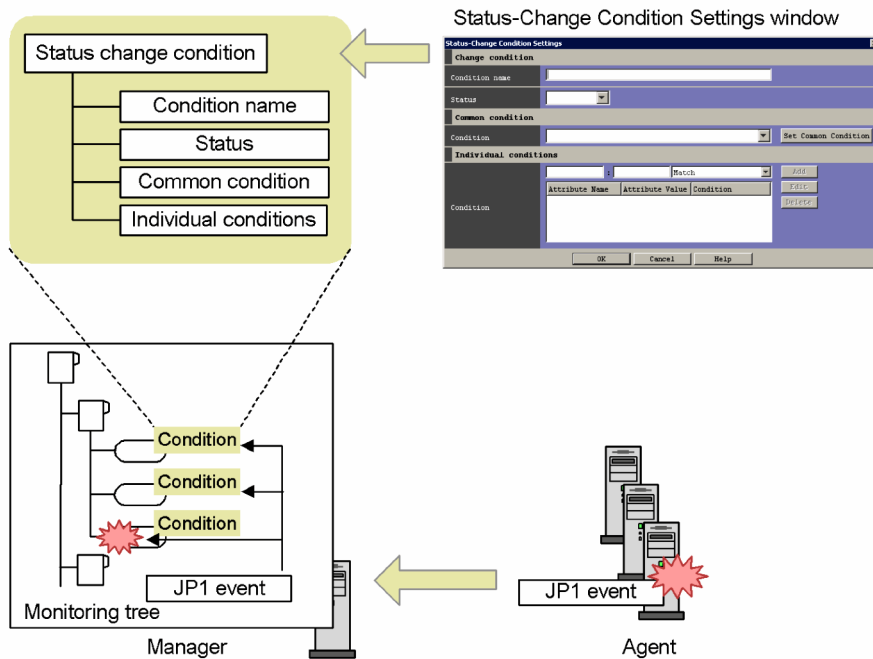 Status-Change Condition Settings window
Status change condition
Condition name
Status
Common condition
Individual conditions
Status-Change Condition Settings
Change condition
Condition name
Status
Common condition
Condition
Set Common Condition
Individual conditions
: Match
Add
Edit
Delete
Attribute Name Attribute Value Condition
Condition
OK Cancel Help
Condition
Condition
Condition
JP1 event
Monitoring tree
Manager
JP1 event
Agent